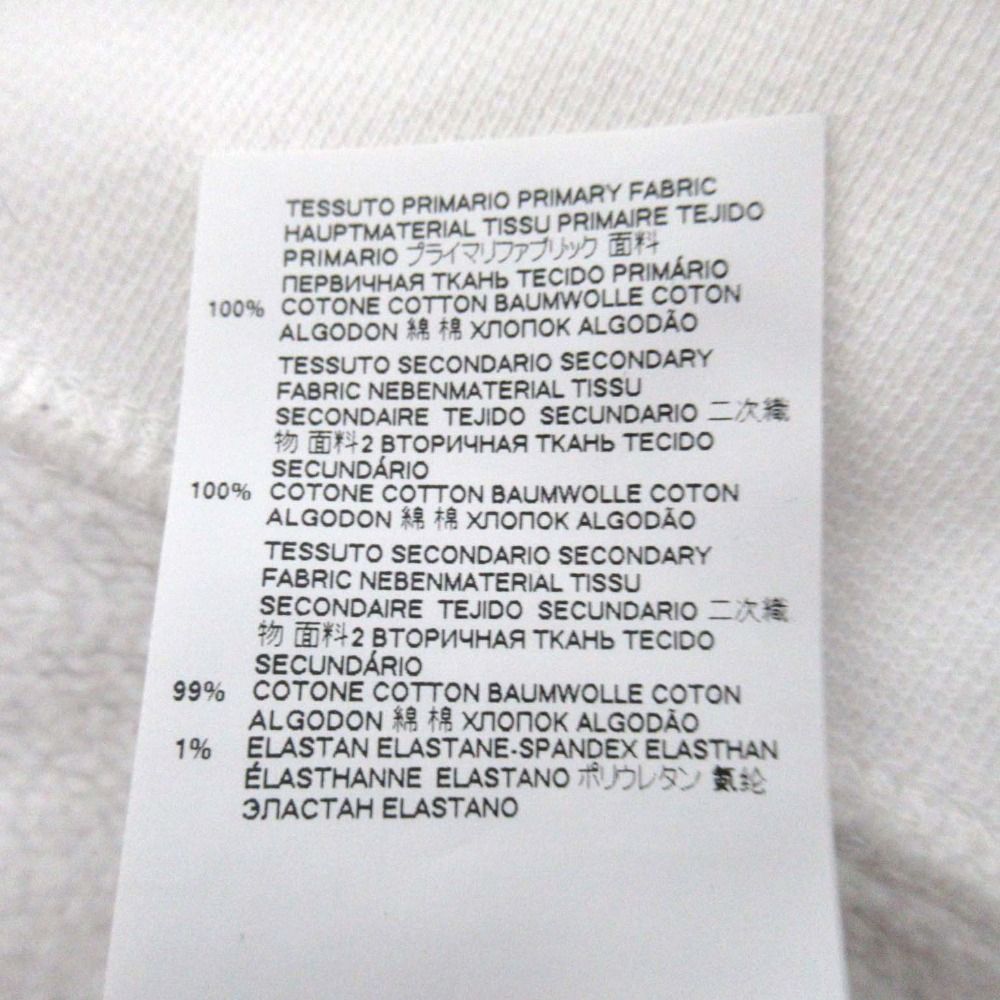 TESSUTO PRIMARIO PRIMARY FABRIC
HAUPTMATERIAL TISSU PRIMAIRE TEJIDO
PRIMARIO プライマリファブリック 面料
ПЕРВИЧНАЯ ТКАНЬ TECIDO PRIMÁRIO
100% COTONE COTTON BAUMWOLLE COTON
ALGODON 綿 棉 ХЛОПОК ALGODÃO
TESSUTO SECONDARIO SECONDARY
FABRIC NEBENMATERIAL TISSU
SECONDAIRE TEJIDO SECUNDARIO 二次織
物 面料2 ВТОРИЧНАЯ ТКАНЬ TECIDO
SECUNDÁRIO
100% COTONE COTTON BAUMWOLLE COTON
ALGODON 綿 棉 ХЛОПОК ALGODÃO
TESSUTO SECONDARIO SECONDARY
FABRIC NEBENMATERIAL TISSU
SECONDAIRE TEJIDO SECUNDARIO 二次織
物 面料2 ВТОРИЧНАЯ ТКАНЬ TECIDO
SECUNDÁRIO
99% COTONE COTTON BAUMWOLLE COTON
ALGODON 綿 棉 ХЛОПОК ALGODÃO
1% ELASTAN ELASTANE-SPANDEX ELASTHAN
ÉLASTHANNE ELASTANO ポリウレタン 氨纶
ЭЛАСТАН ELASTANO